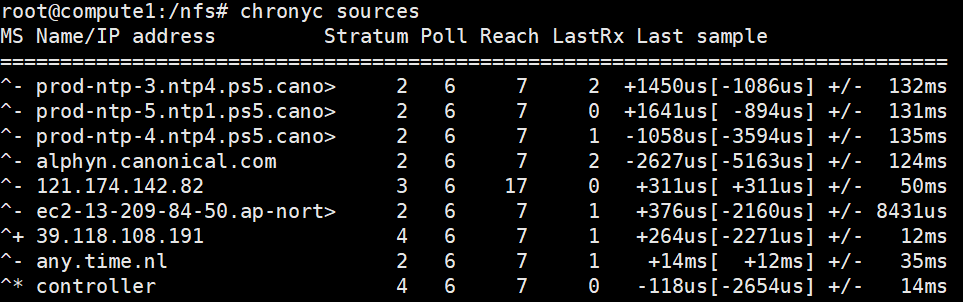 root@compute1:/nfs# chronyc sources
MS Name/IP address         Stratum Poll Reach LastRx Last sample
===============================================================================
^- prod-ntp-3.ntp4.ps5.cano>     2   6     7     2  +1450us[-1086us] +/-  132ms
^- prod-ntp-5.ntp1.ps5.cano>     2   6     7     0  +1641us[ -894us] +/-  131ms
^- prod-ntp-4.ntp4.ps5.cano>     2   6     7     1  -1058us[-3594us] +/-  135ms
^- alphyn.canonical.com          2   6     7     2  -2627us[-5163us] +/-  124ms
^- 121.174.142.82                3   6    17     0   +311us[ +311us] +/-   50ms
^- ec2-13-209-84-50.ap-nort>     2   6     7     1   +376us[-2160us] +/- 8431us
^+ 39.118.108.191                4   6     7     1   +264us[-2271us] +/-   12ms
^- any.time.nl                   2   6     7     1    +14ms[  +12ms] +/-   35ms
^* controller                    4   6     7     0   -118us[-2654us] +/-   14ms